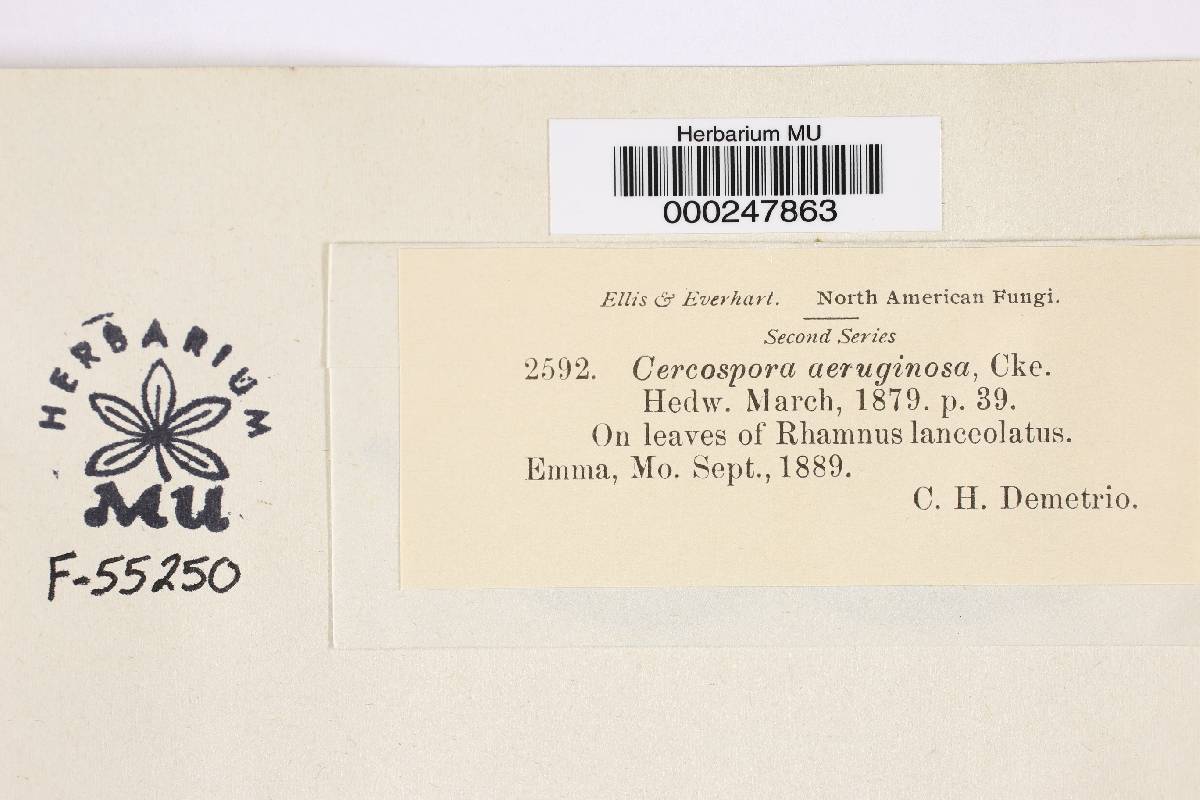 Herbarium MU
000247863
Ellis & Everhart. North American Fungi.
Second Series
2592. Cercospora aeruginosa, Cke.
Hedw. March, 1879. p. 39.
On leaves of Rhamnus lanceolatus.
Emma, Mo. Sept., 1889.
C. H. Demetrio.
HERBARIUM
MU
F-55250